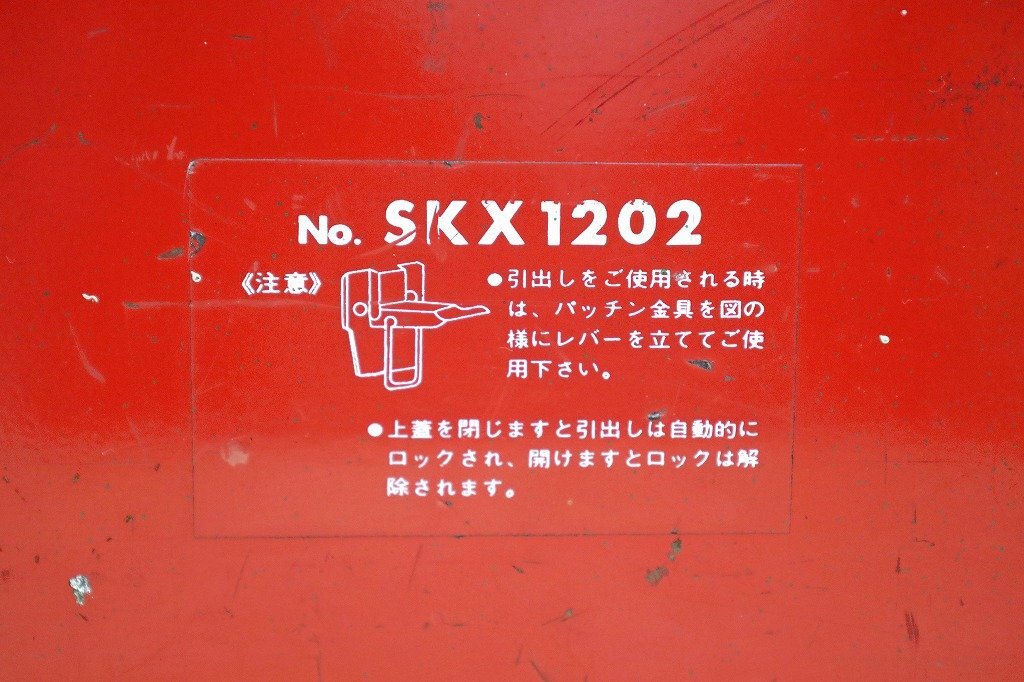 No. SKX1202
《注意》
●引出しをご使用される時
は、パッチン金具を図の
様にレバーを立ててご使
用下さい。
●上蓋を閉じますと引出しは自動的に
ロックされ、開けますとロックは解
除されます。